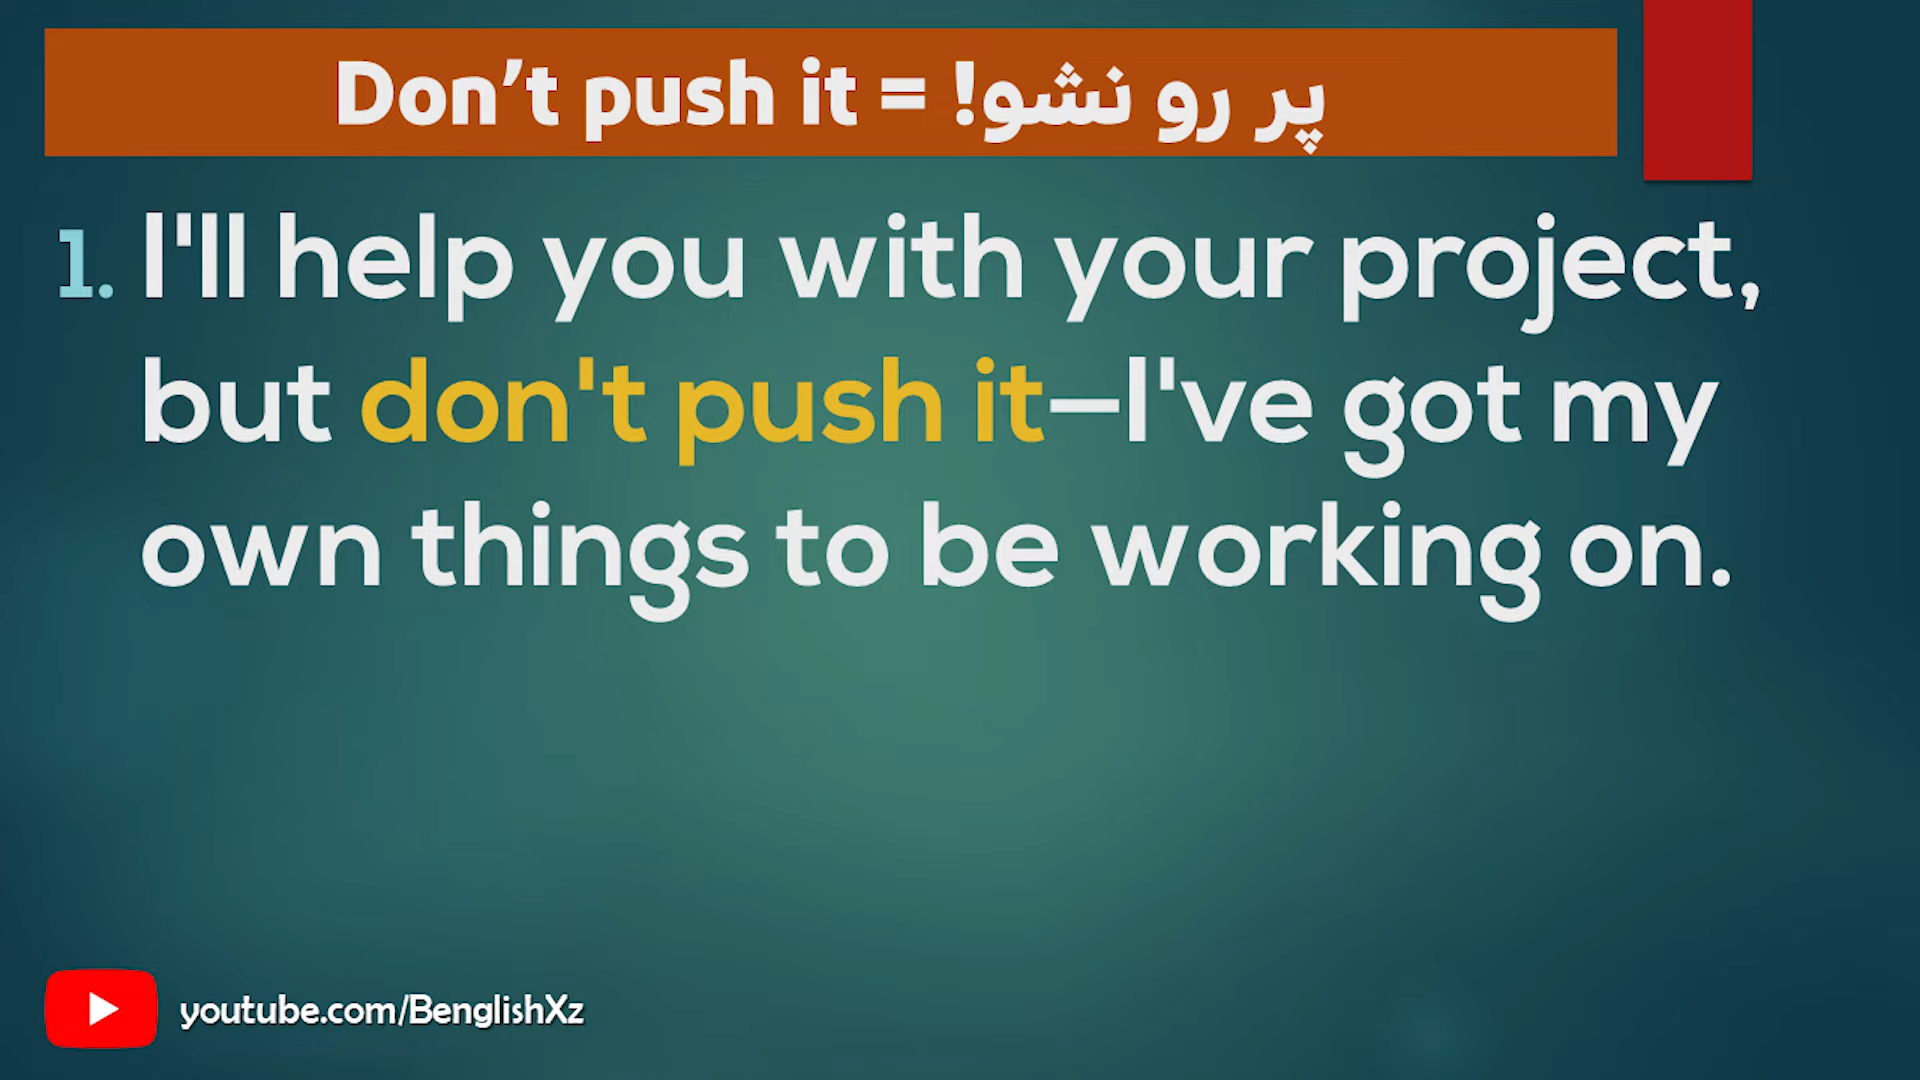 Don’t push it = پر رو نشو!
1. I'll help you with your project,
but don't push it—I've got my
own things to be working on.
youtube.com/BenglishXz